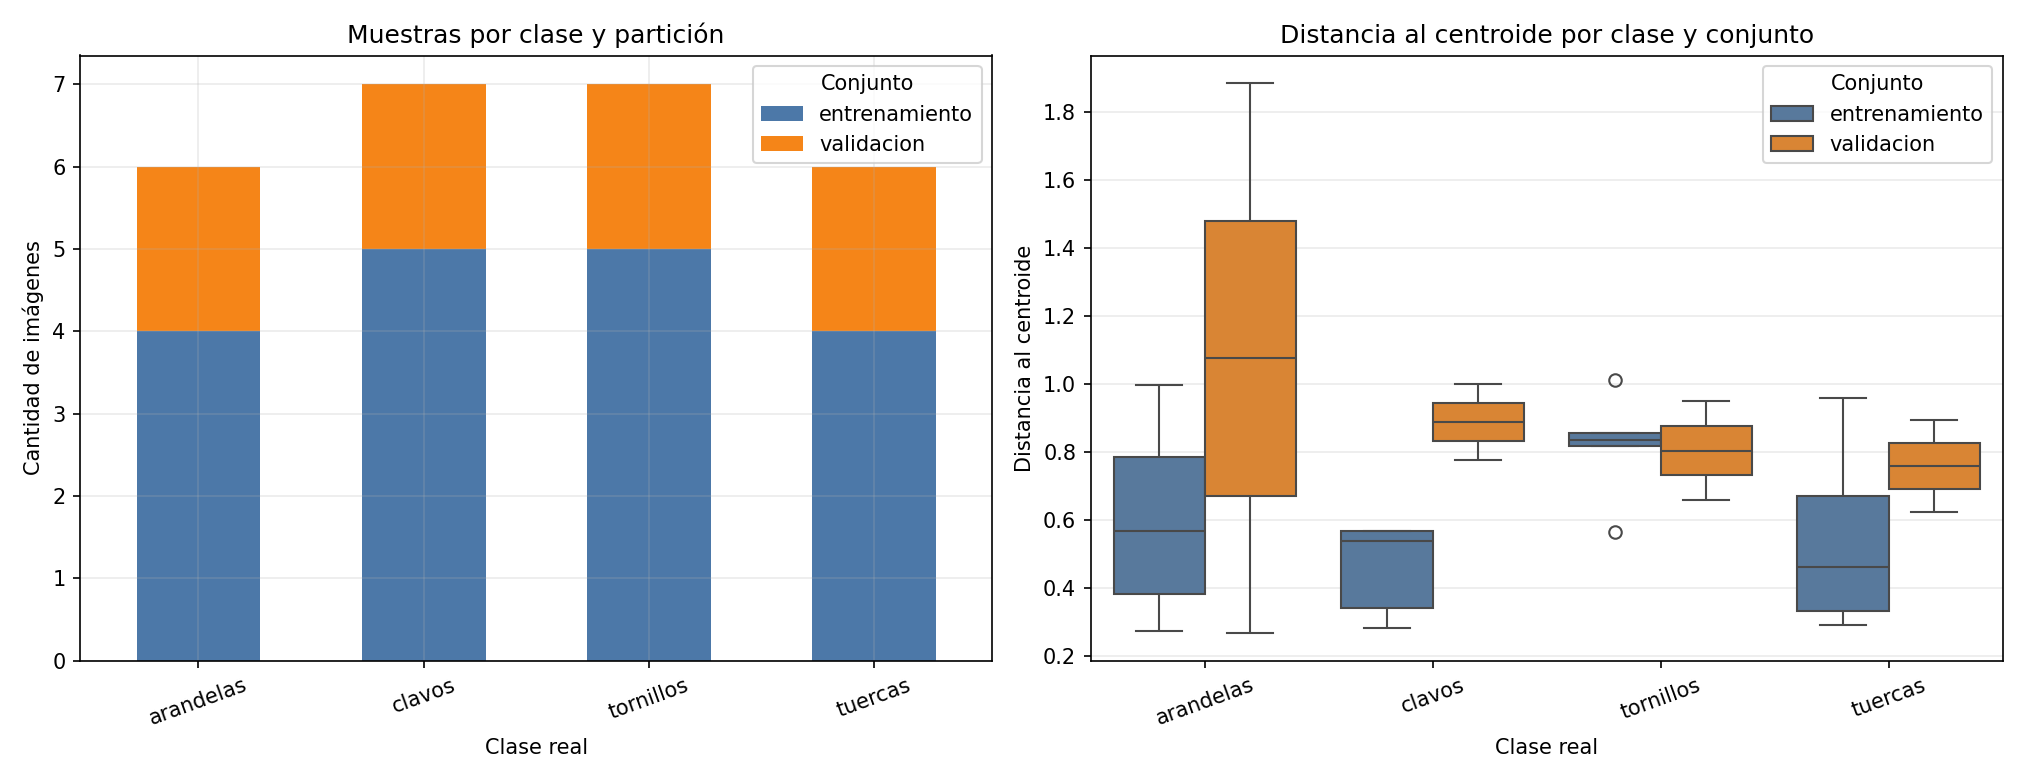 Muestras por clase y partición
Cantidad de imágenes
7
6
5
4
3
2
1
0
Conjunto
entrenamiento
validacion
arandelas
clavos
tornillos
tuercas
Clase real
Distancia al centroide por clase y conjunto
Distancia al centroide
1.8
1.6
1.4
1.2
1.0
0.8
0.6
0.4
0.2
Conjunto
entrenamiento
validacion
arandelas
clavos
tornillos
tuercas
Clase real